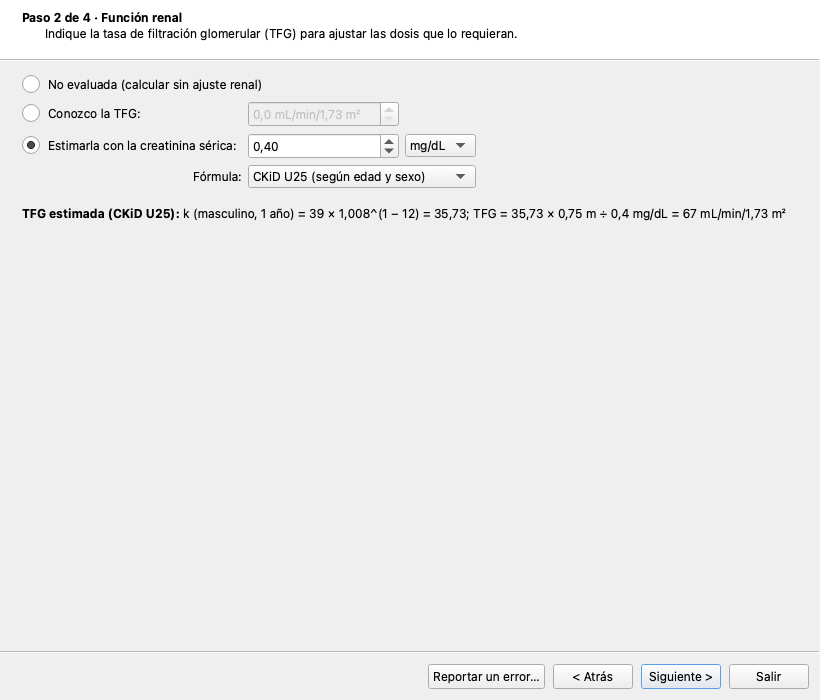 Paso 2 de 4 · Función renal
Indique la tasa de filtración glomerular (TFG) para ajustar las dosis que lo requieran.
No evaluada (calcular sin ajuste renal)
Conozco la TFG: 0,0 mL/min/1,73 m²
Estimarla con la creatinina sérica: 0,40 mg/dL
Fórmula: CKiD U25 (según edad y sexo)
TFG estimada (CKiD U25): k (masculino, 1 año) = 39 × 1,008^(1 − 12) = 35,73; TFG = 35,73 × 0,75 m ÷ 0,4 mg/dL = 67 mL/min/1,73 m²
Reportar un error... < Atrás Siguiente > Salir